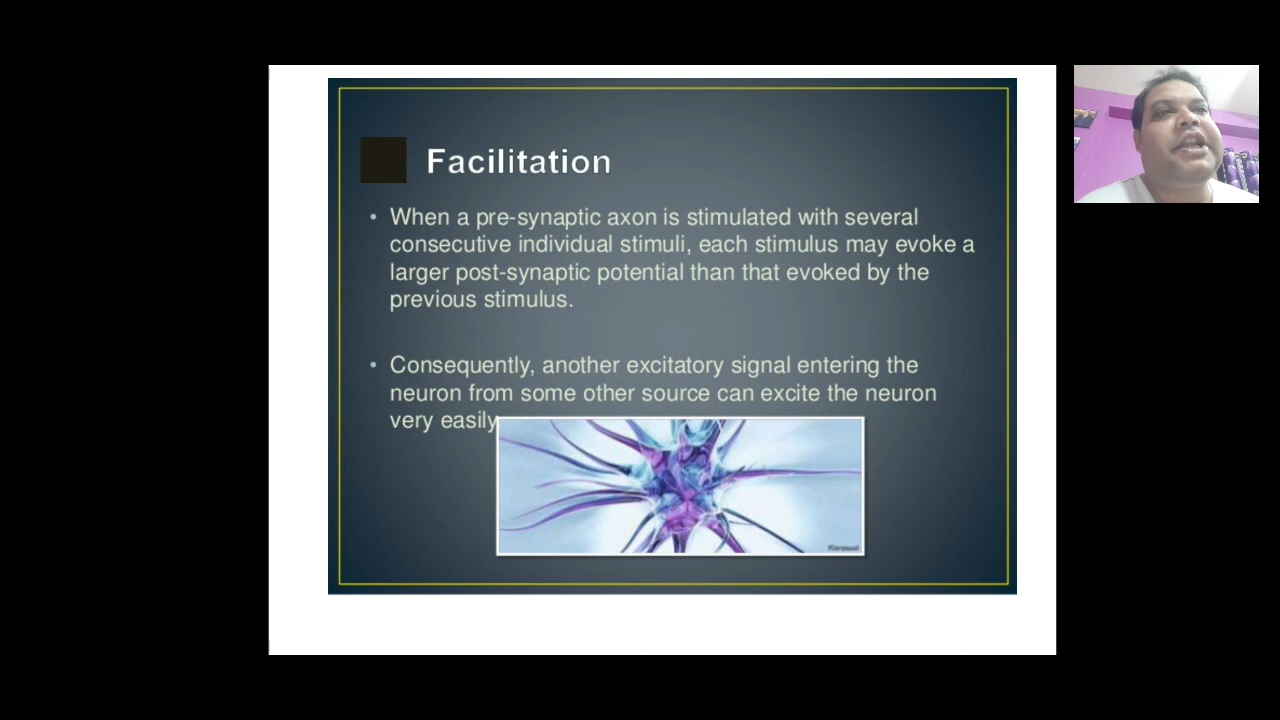 Facilitation
• When a pre-synaptic axon is stimulated with several
consecutive individual stimuli, each stimulus may evoke a
larger post-synaptic potential than that evoked by the
previous stimulus.
• Consequently, another excitatory signal entering the
neuron from some other source can excite the neuron
very easily